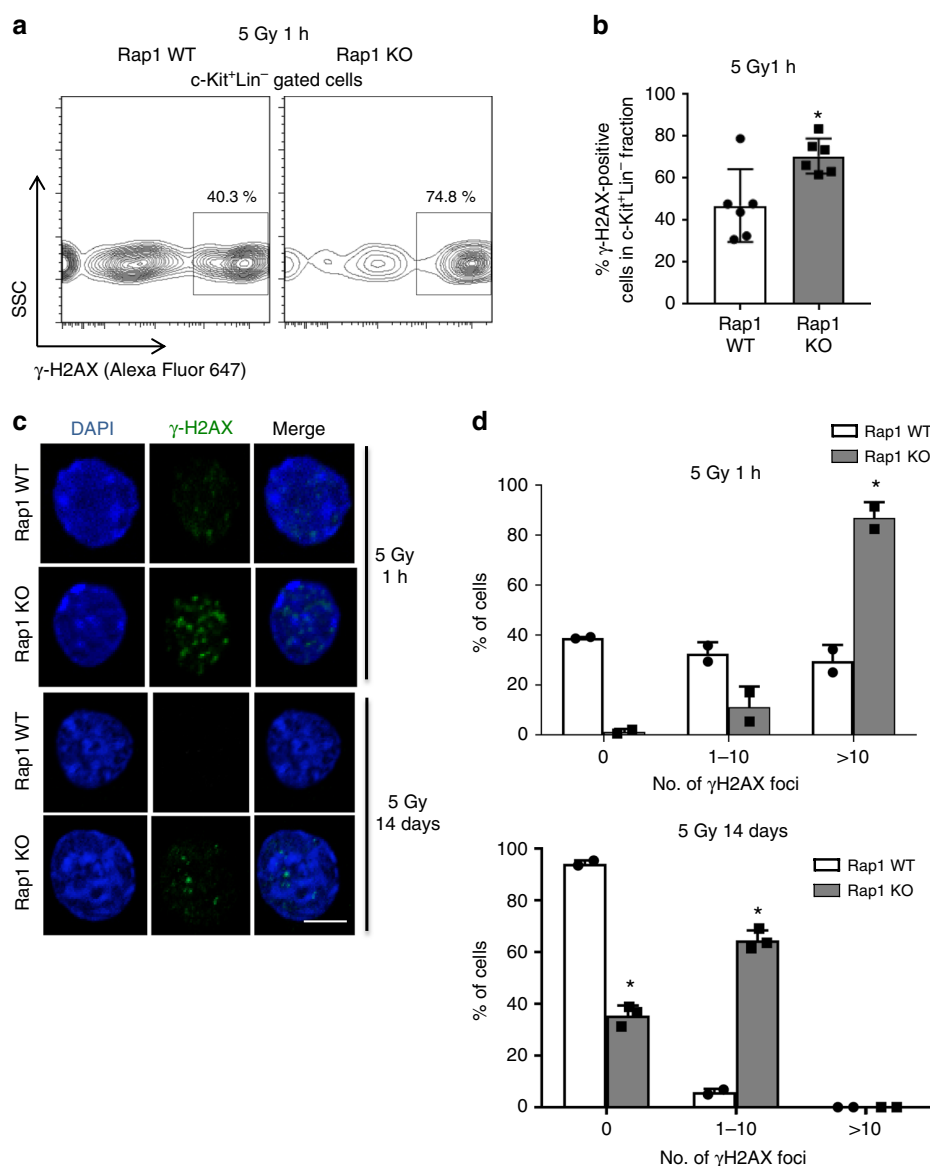 a
5 Gy 1 h
Rap1 WT
Rap1 KO
c-Kit⁺Lin⁻ gated cells
40.3 %
74.8 %
SSC
γ-H2AX (Alexa Fluor 647)
b
5 Gy1 h
% γ-H2AX-positive
cells in c-Kit⁺Lin⁻ fraction
100
80
60
40
20
0
*
Rap1
WT
Rap1
KO
c
DAPI
γ-H2AX
Merge
Rap1 WT
Rap1 KO
5 Gy
1 h
Rap1 WT
Rap1 KO
5 Gy
14 days
d
Rap1 WT
Rap1 KO
5 Gy 1 h
% of cells
100
80
60
40
20
0
*
0
1–10
>10
No. of γH2AX foci
5 Gy 14 days
Rap1 WT
Rap1 KO
% of cells
100
80
60
40
20
0
*
*
0
1–10
>10
No. of γH2AX foci